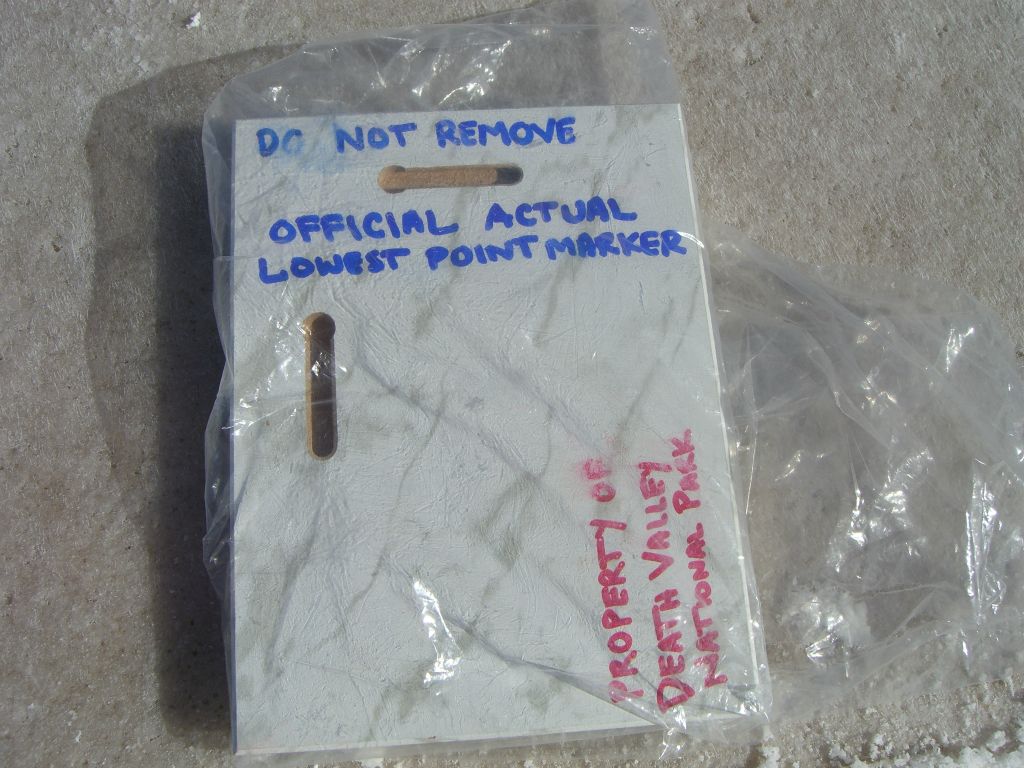 DO NOT REMOVE
OFFICIAL ACTUAL
LOWEST POINT MARKER
PROPERTY OF
DEATH VALLEY
NATIONAL PARK